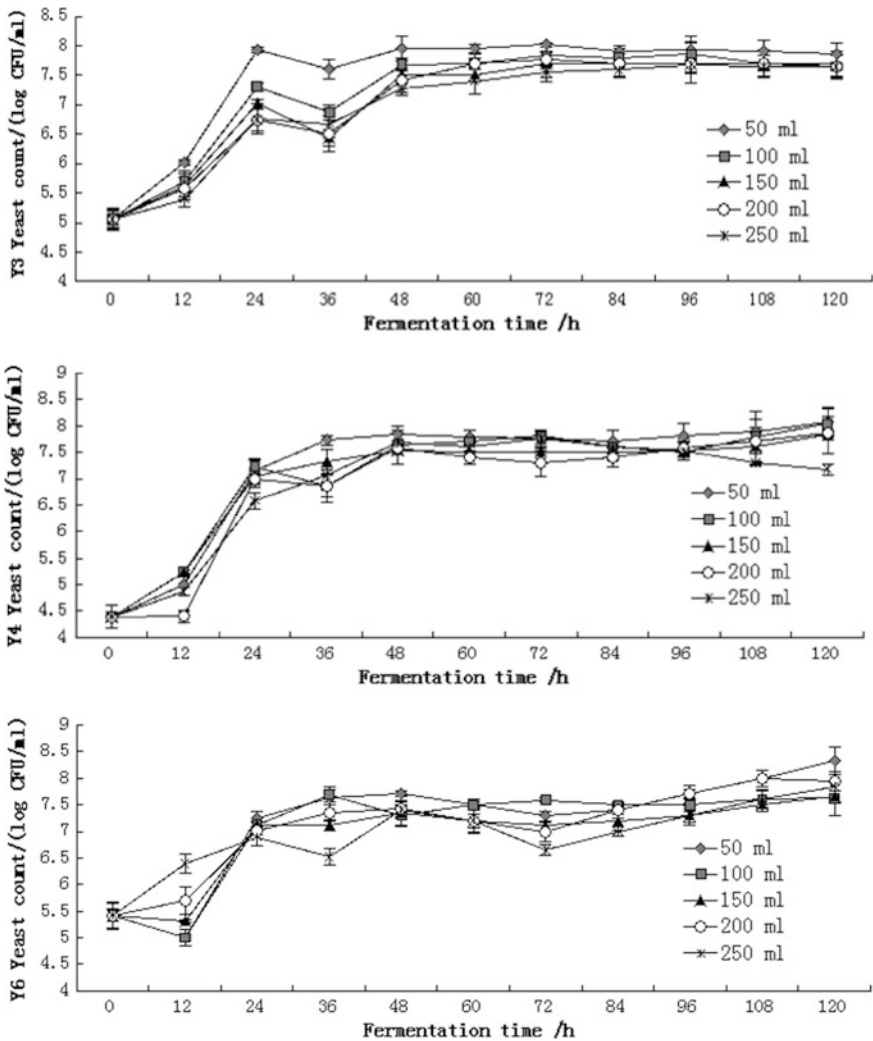 Y3 Yeast count/(log CFU/ml)
9
8.5
8
7.5
7
6.5
6
5.5
5
4.5
4
50 ml
100 ml
150 ml
200 ml
250 ml
0 12 24 36 48 60 72 84 96 108 120
Fermentation time /h
Y4 Yeast count/(log CFU/ml)
9
8.5
8
7.5
7
6.5
6
5.5
5
4.5
4
50 ml
100 ml
150 ml
200 ml
250 ml
0 12 24 36 48 60 72 84 96 108 120
Fermentation time /h
Y6 Yeast count/(log CFU/ml)
9
8.5
8
7.5
7
6.5
6
5.5
5
4.5
4
50 ml
100 ml
150 ml
200 ml
250 ml
0 12 24 36 48 60 72 84 96 108 120
Fermentation time /h